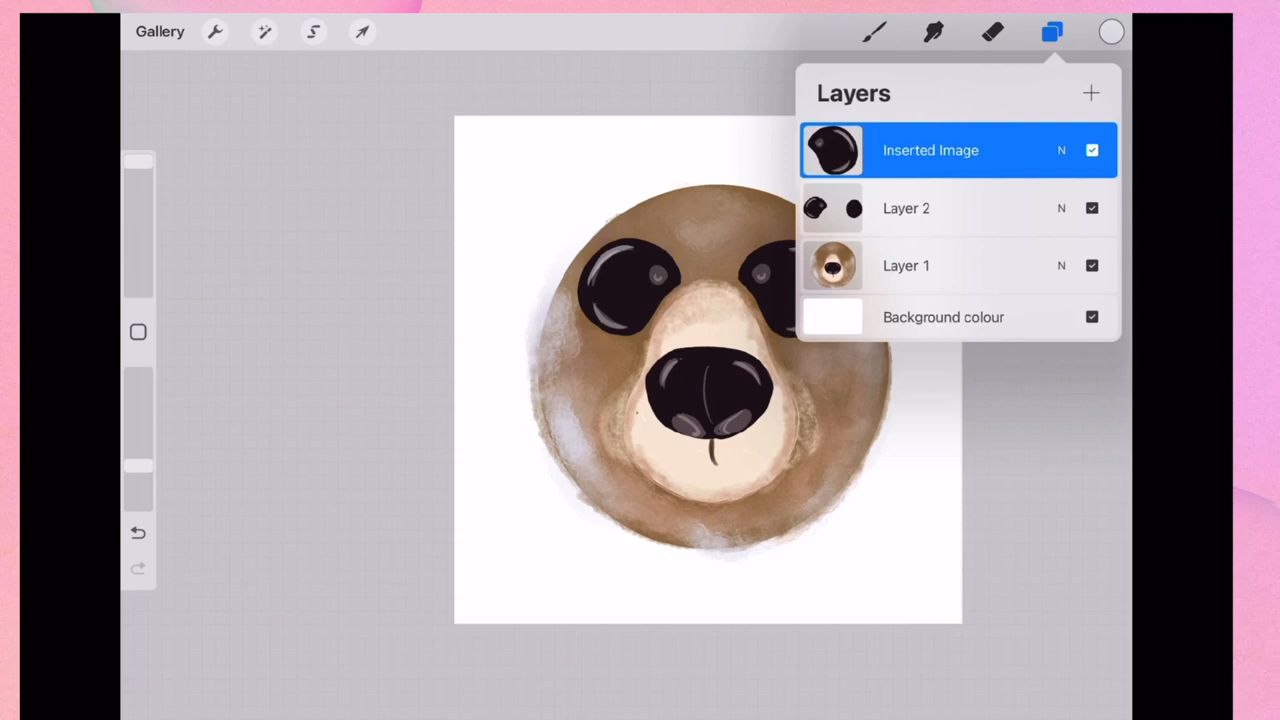 Gallery
Layers
Inserted Image N
Layer 2 N
Layer 1 N
Background colour